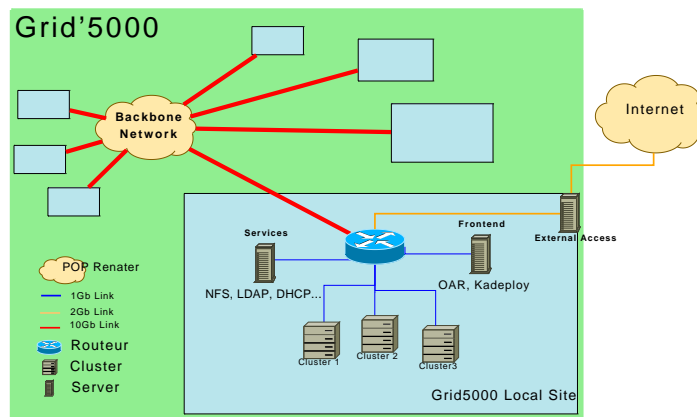 Grid'5000
Backbone
Network
Internet
Services
Frontend
External Access
NFS, LDAP, DHCP...
OAR, Kadeploy
POP Renater
1Gb Link
2Gb Link
10Gb Link
Routeur
Cluster
Server
Cluster 1
Cluster 2
Cluster3
Grid5000 Local Site